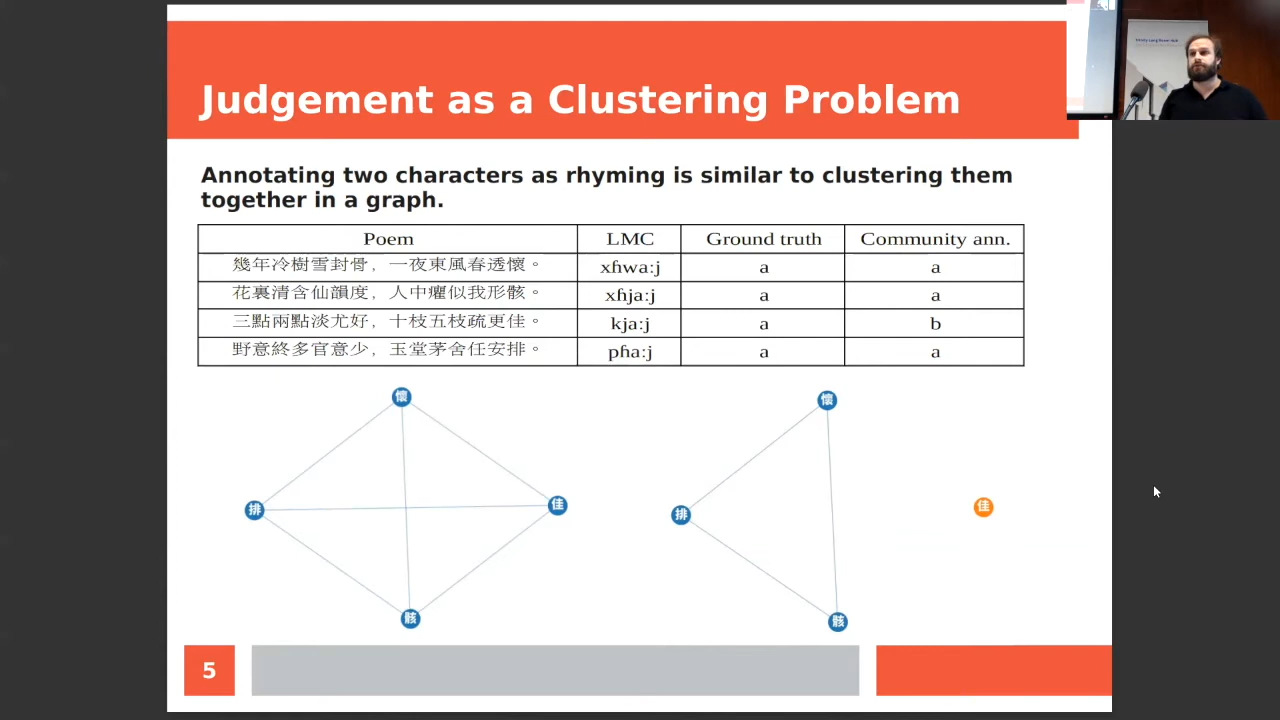 Judgement as a Clustering Problem
Annotating two characters as rhyming is similar to clustering them
together in a graph.
Poem LMC Ground truth Community ann.
幾年冷樹雪封骨，一夜東風春透懷。 xɦwa:j a a
花裏清含仙韻度，人中癯似我形骸。 xɦja:j a a
三點兩點淡尤好，十枝五枝疏更佳。 kja:j a b
野意終多官意少，玉堂茅舍任安排。 pɦa:j a a
懷 懷
排 佳 排 佳
骸 骸
5